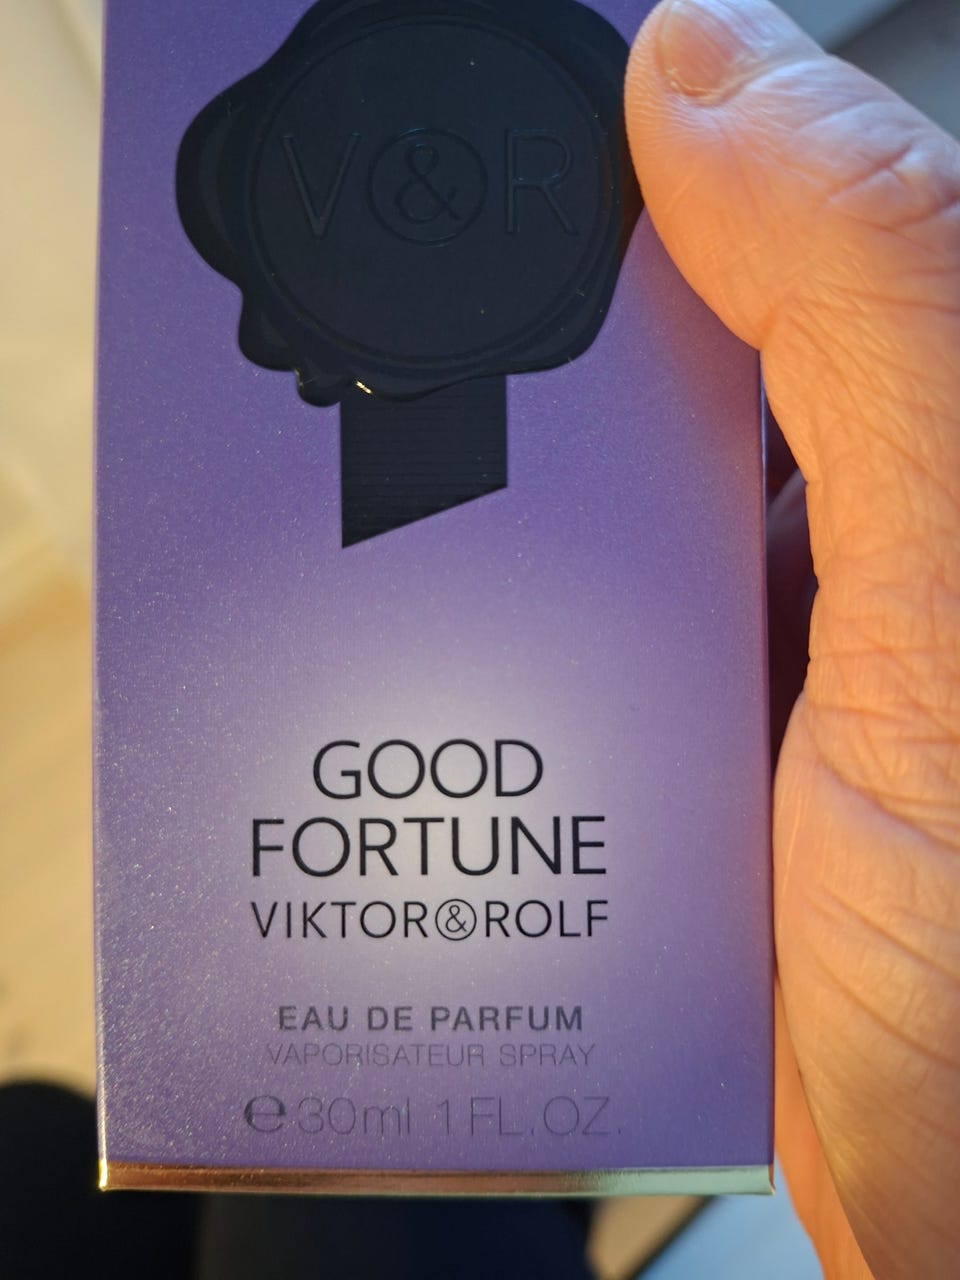 V&R
GOOD
FORTUNE
VIKTOR&ROLF
EAU DE PARFUM
VAPORISATEUR SPRAY
e 30ml 1 FL.OZ.